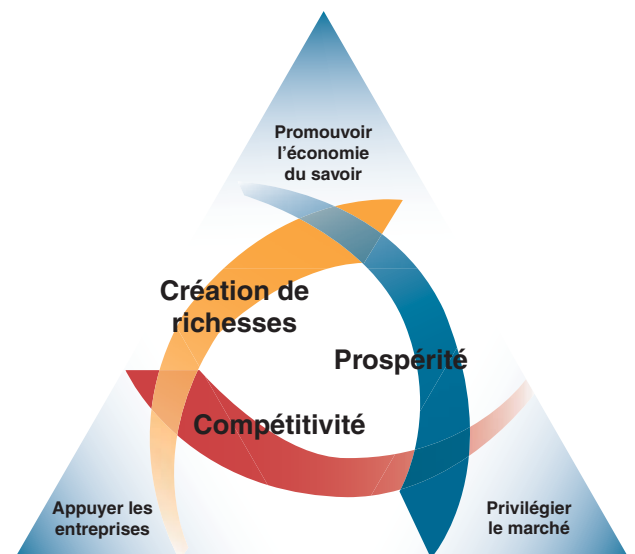 Promouvoir
l'économie
du savoir
Création de
richesses
Prospérité
Compétitivité
Appuyer les
entreprises
Privilégier
le marché